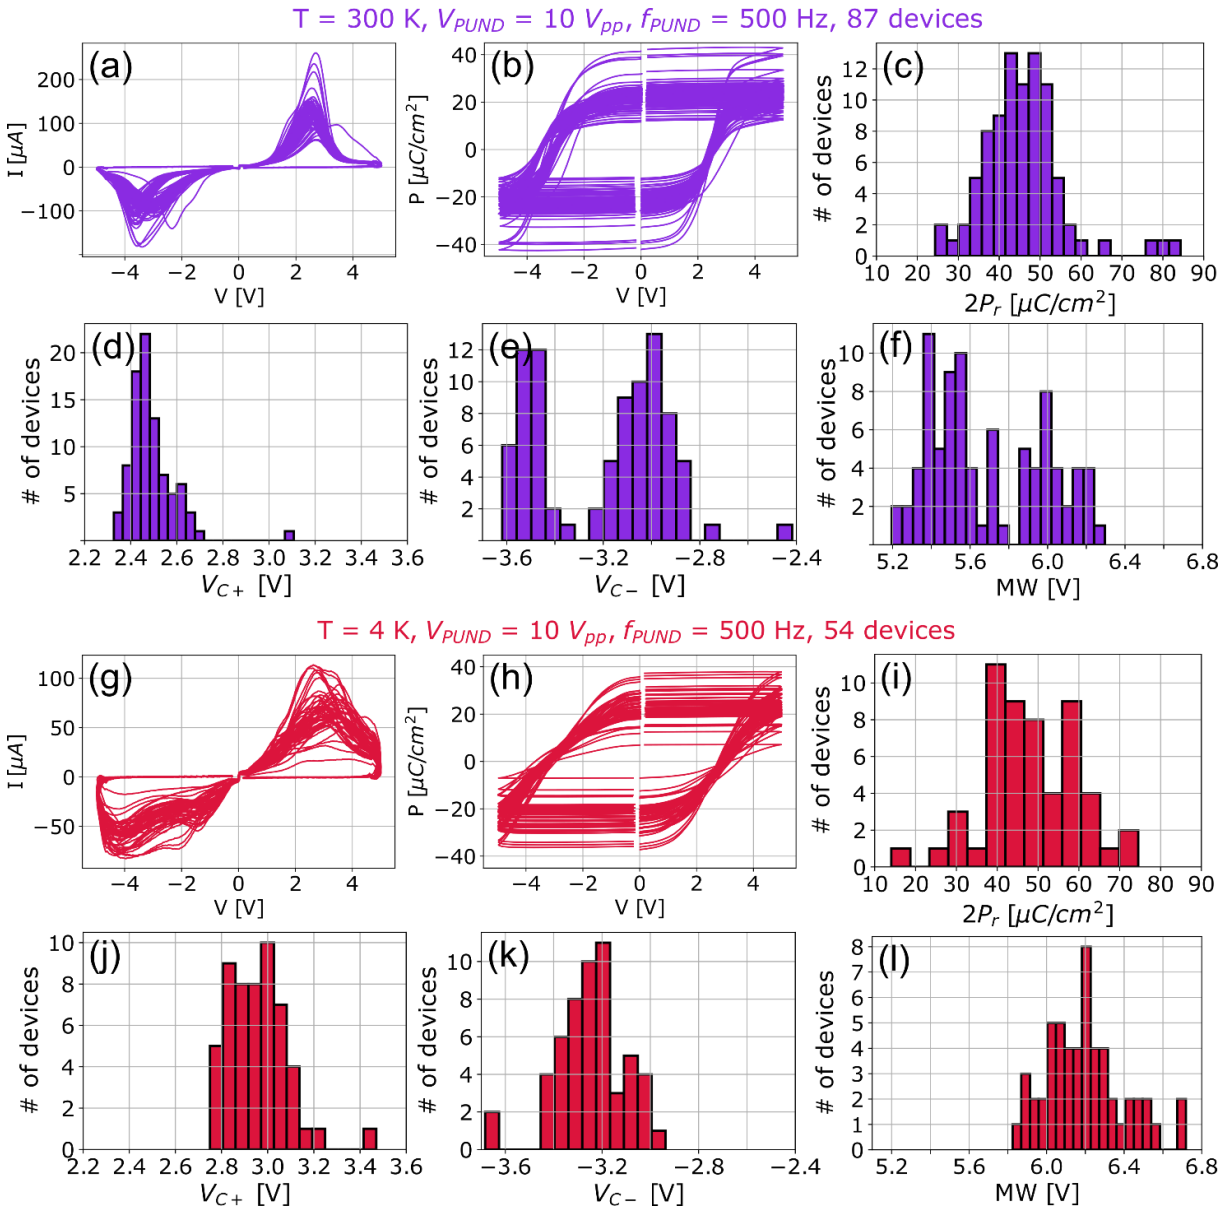 T = 300 K, V_PUND = 10 V_pp, f_PUND = 500 Hz, 87 devices
(a)
I [μA]
200
100
0
−100
−4 −2 0 2 4
V [V]
(b)
P [μC/cm²]
40
20
0
−20
−40
−4 −2 0 2 4
V [V]
(c)
# of devices
12
10
8
6
4
2
0
10 20 30 40 50 60 70 80 90
2P_r [μC/cm²]
(d)
# of devices
20
15
10
5
2.2 2.4 2.6 2.8 3.0 3.2 3.4 3.6
V_C+ [V]
(e)
# of devices
12
10
8
6
4
2
−3.6 −3.2 −2.8 −2.4
V_C− [V]
(f)
# of devices
10
8
6
4
2
5.2 5.6 6.0 6.4 6.8
MW [V]
T = 4 K, V_PUND = 10 V_pp, f_PUND = 500 Hz, 54 devices
(g)
I [μA]
100
50
0
−50
−4 −2 0 2 4
V [V]
(h)
P [μC/cm²]
40
20
0
−20
−40
−4 −2 0 2 4
V [V]
(i)
# of devices
10
8
6
4
2
0
10 20 30 40 50 60 70 80 90
2P_r [μC/cm²]
(j)
# of devices
10
8
6
4
2
0
2.2 2.4 2.6 2.8 3.0 3.2 3.4 3.6
V_C+ [V]
(k)
# of devices
10
8
6
4
2
0
−3.6 −3.2 −2.8 −2.4
V_C− [V]
(l)
# of devices
8
7
6
5
4
3
2
1
0
5.2 5.6 6.0 6.4 6.8
MW [V]